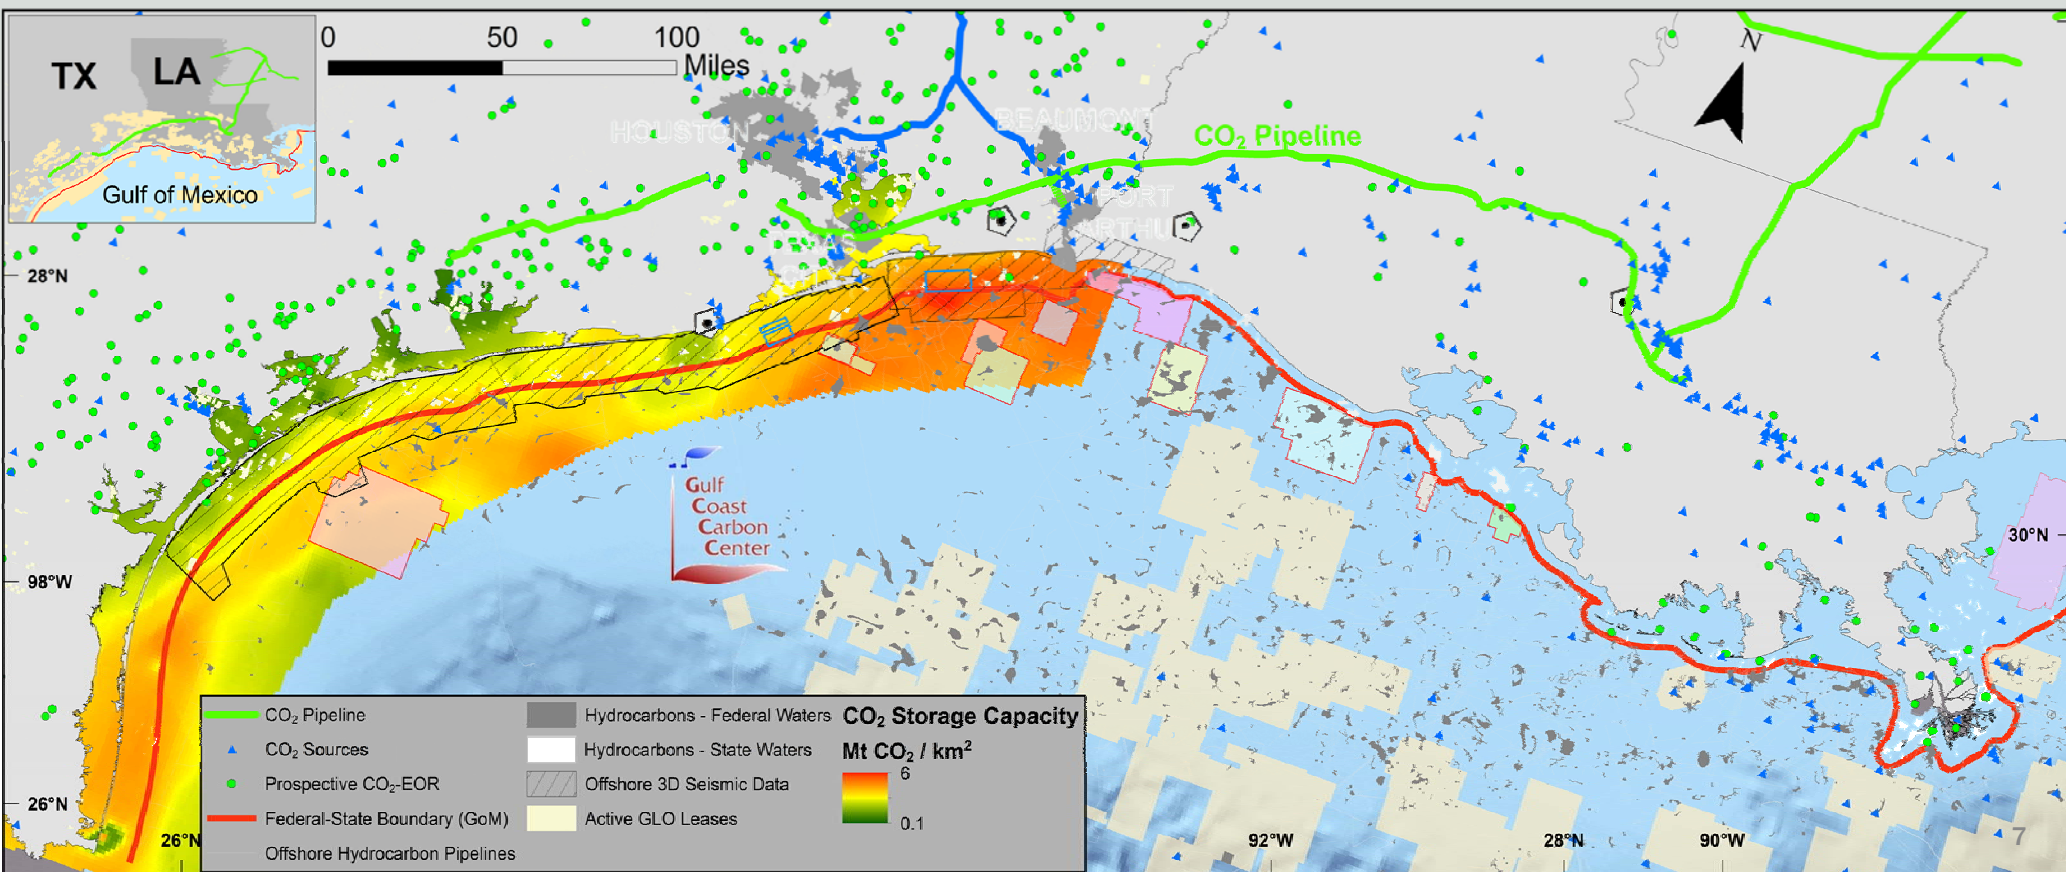 TX
LA
Gulf of Mexico
0 50 100
Miles
N
HOUSTON
BEAUMONT
CO₂ Pipeline
PORT
ARTHU
TEXAS
CITY
28°N
98°W
26°N
26°N
Gulf
Coast
Carbon
Center
30°N
92°W
28°N
90°W
7
CO₂ Pipeline
CO₂ Sources
Prospective CO₂-EOR
Federal-State Boundary (GoM)
Offshore Hydrocarbon Pipelines
Hydrocarbons - Federal Waters
Hydrocarbons - State Waters
Offshore 3D Seismic Data
Active GLO Leases
CO₂ Storage Capacity
Mt CO₂ / km²
6
0.1